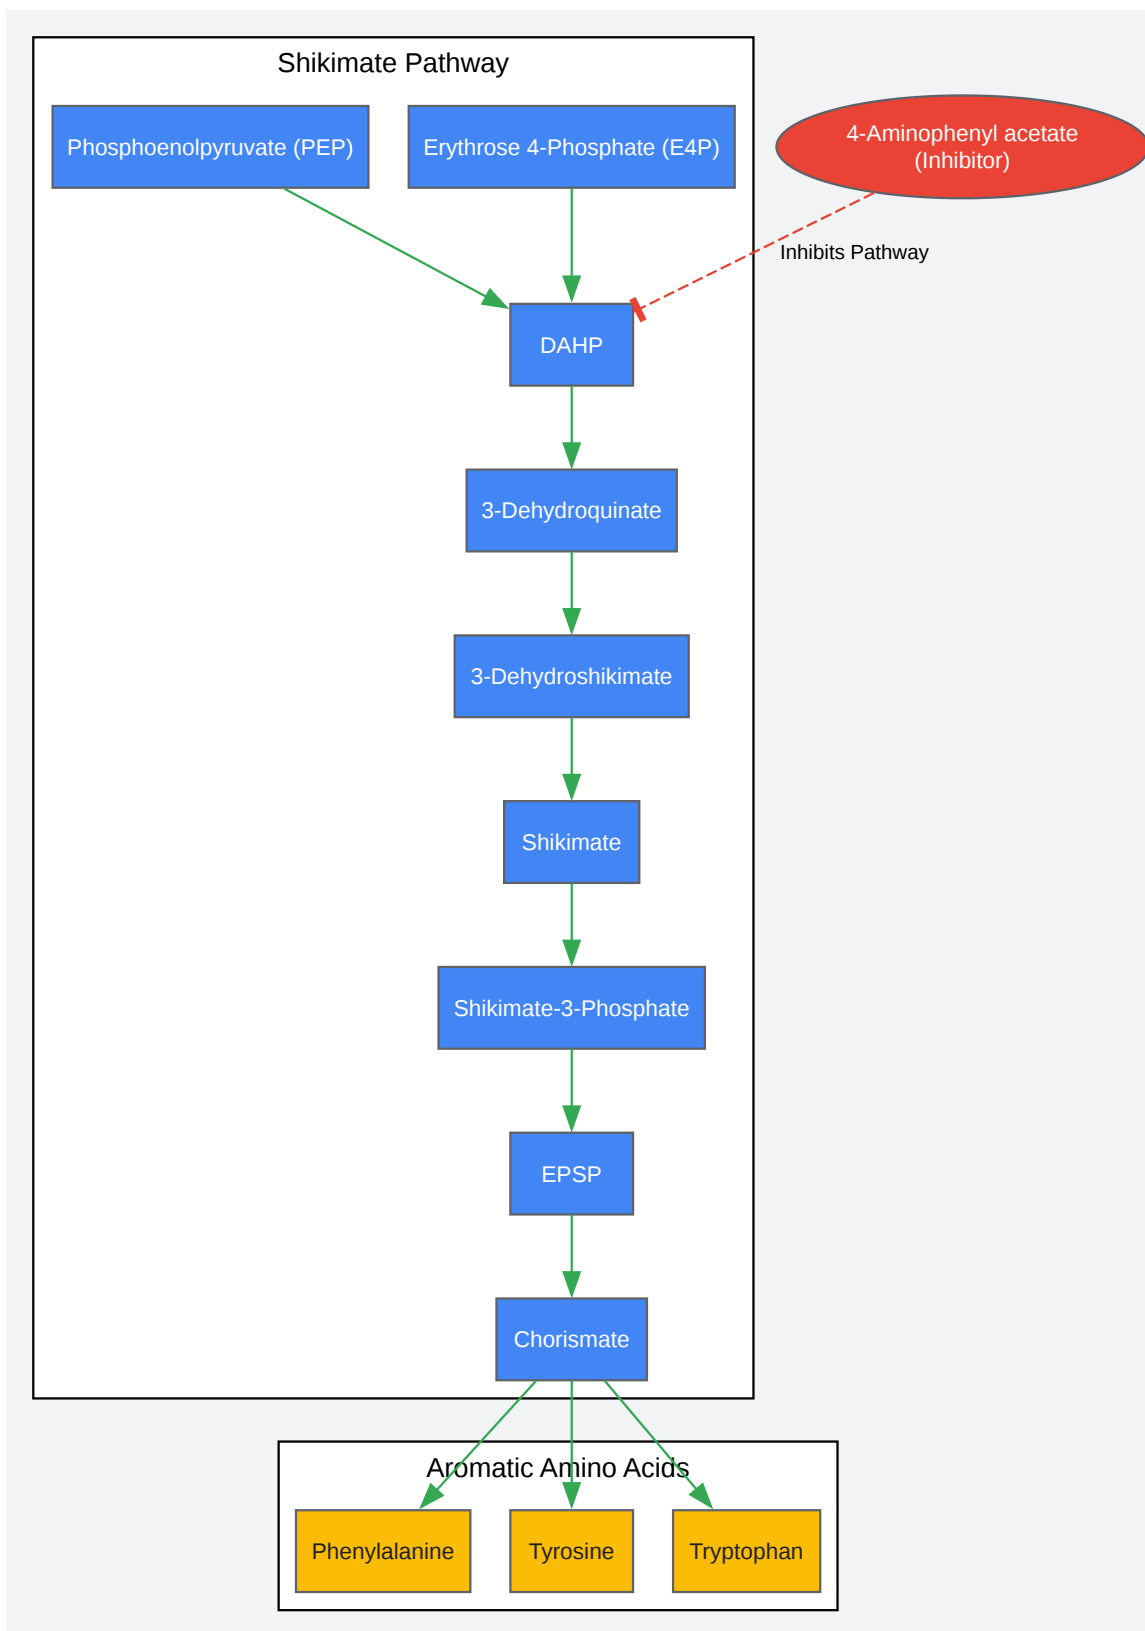 Shikimate Pathway
Phosphoenolpyruvate (PEP)
Erythrose 4-Phosphate (E4P)
4-Aminophenyl acetate
(Inhibitor)
Inhibits Pathway
DAHP
3-Dehydroquinate
3-Dehydroshikimate
Shikimate
Shikimate-3-Phosphate
EPSP
Chorismate
Aromatic Amino Acids
Phenylalanine
Tyrosine
Tryptophan